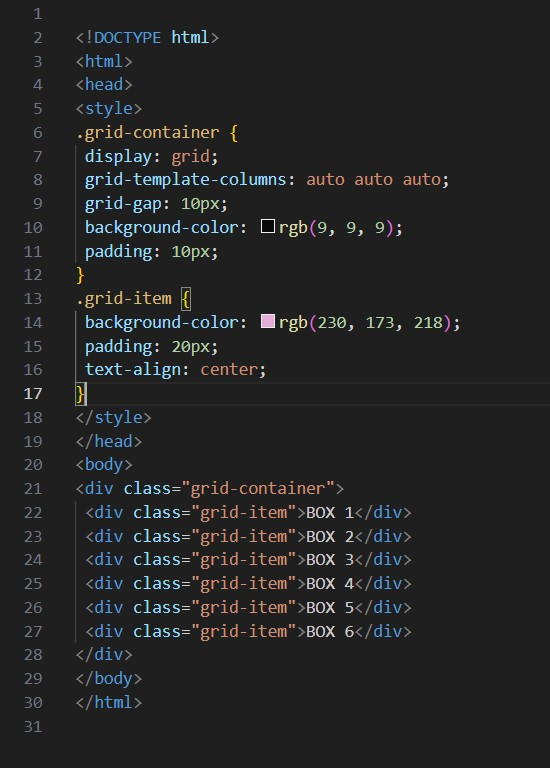 1
2 <!DOCTYPE html>
3 <html>
4 <head>
5 <style>
6 .grid-container {
7  display: grid;
8  grid-template-columns: auto auto auto;
9  grid-gap: 10px;
10  background-color: rgb(9, 9, 9);
11  padding: 10px;
12 }
13 .grid-item {
14  background-color: rgb(230, 173, 218);
15  padding: 20px;
16  text-align: center;
17 }
18 </style>
19 </head>
20 <body>
21 <div class="grid-container">
22  <div class="grid-item">BOX 1</div>
23  <div class="grid-item">BOX 2</div>
24  <div class="grid-item">BOX 3</div>
25  <div class="grid-item">BOX 4</div>
26  <div class="grid-item">BOX 5</div>
27  <div class="grid-item">BOX 6</div>
28 </div>
29 </body>
30 </html>
31